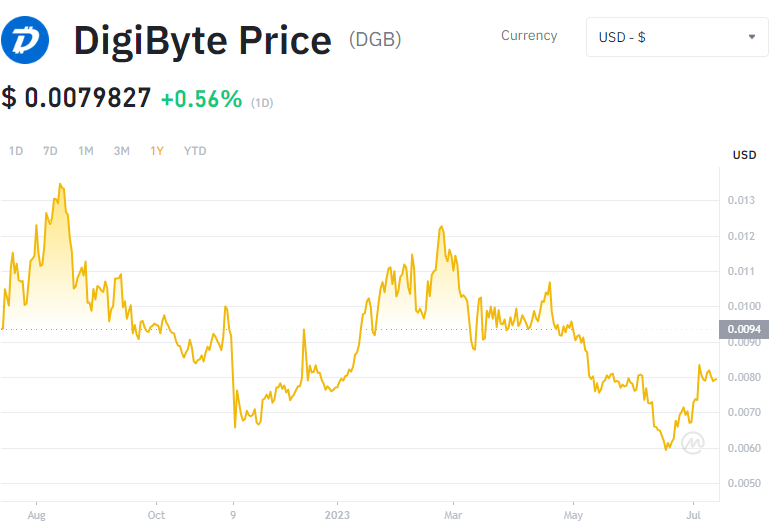 DigiByte Price (DGB)
Currency
USD - $
$ 0.0079827 +0.56% (1D)
1D 7D 1M 3M 1Y YTD
USD
0.013
0.012
0.011
0.0100
0.0094
0.0090
0.0080
0.0070
0.0060
0.0050
Aug Oct 9 2023 Mar May Jul